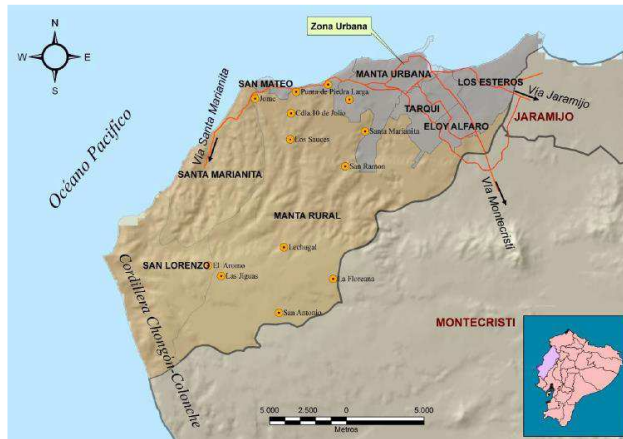 N
W E
S
Zona Urbana
SAN MATEO
MANTA URBANA
LOS ESTEROS
Jome
Punta de Piedra Larga
Vía Jaramijo
Cdla 10 de Julio
TARQUI
JARAMIJO
Vía Santa Marianita
Santa Marianita
ELOY ALFARO
Océano Pacifico
Los Sauces
SANTA MARIANITA
San Ramon
Vía Montecristi
MANTA RURAL
Lechugal
SAN LORENZO
El Aromo
Las Jiguas
La Floreana
Cordillera Chongón-Colonche
San Antonio
MONTECRISTI
5.000 2.500 0 5.000
Metros